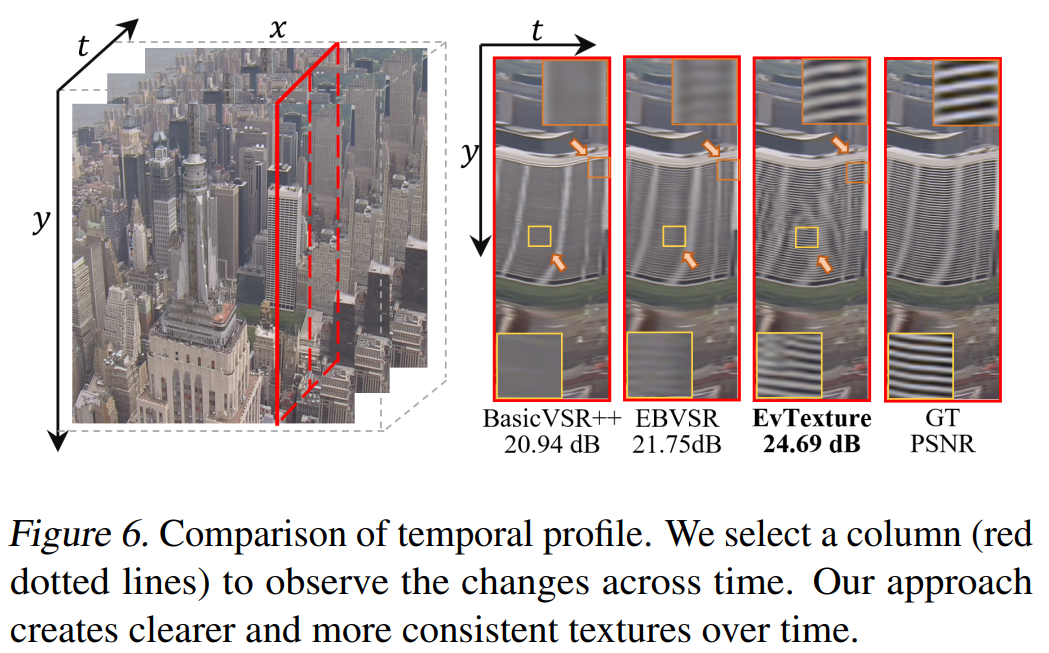 t
x
y
t
y
BasicVSR++ EBVSR EvTexture GT
20.94 dB 21.75dB 24.69 dB PSNR
Figure 6. Comparison of temporal profile. We select a column (red
dotted lines) to observe the changes across time. Our approach
creates clearer and more consistent textures over time.